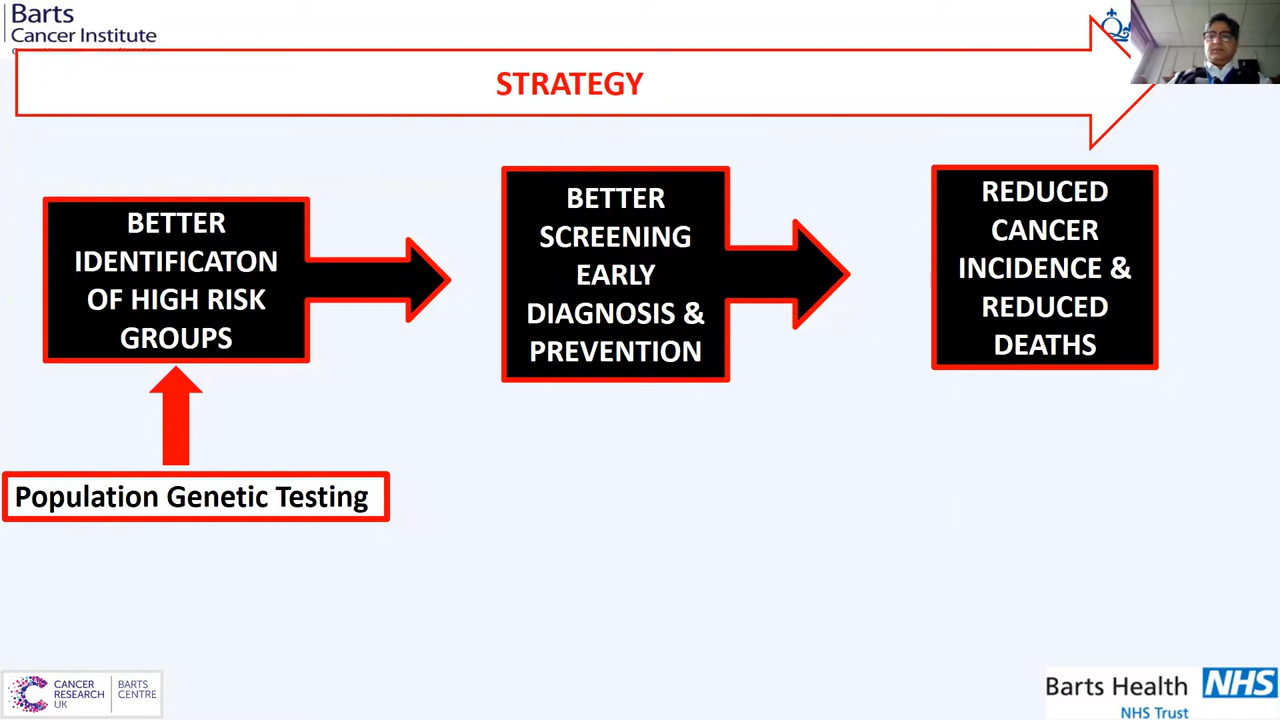 Barts
Cancer Institute
STRATEGY
BETTER
IDENTIFICATON
OF HIGH RISK
GROUPS
BETTER
SCREENING
EARLY
DIAGNOSIS &
PREVENTION
REDUCED
CANCER
INCIDENCE &
REDUCED
DEATHS
Population Genetic Testing
CANCER
RESEARCH
UK
BARTS
CENTRE
Barts Health
NHS
NHS Trust